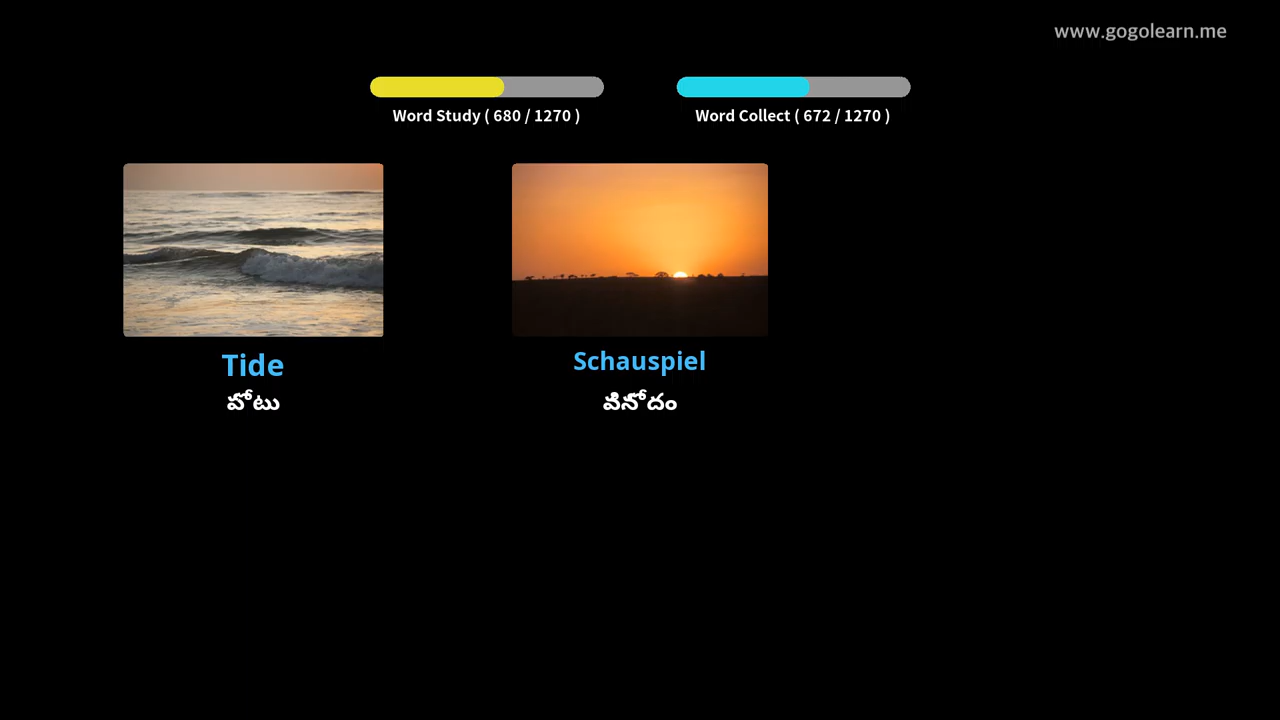 www.gogolearn.me
Word Study ( 680 / 1270 )
Word Collect ( 672 / 1270 )
Tide
పోటు
Schauspiel
వినోదం